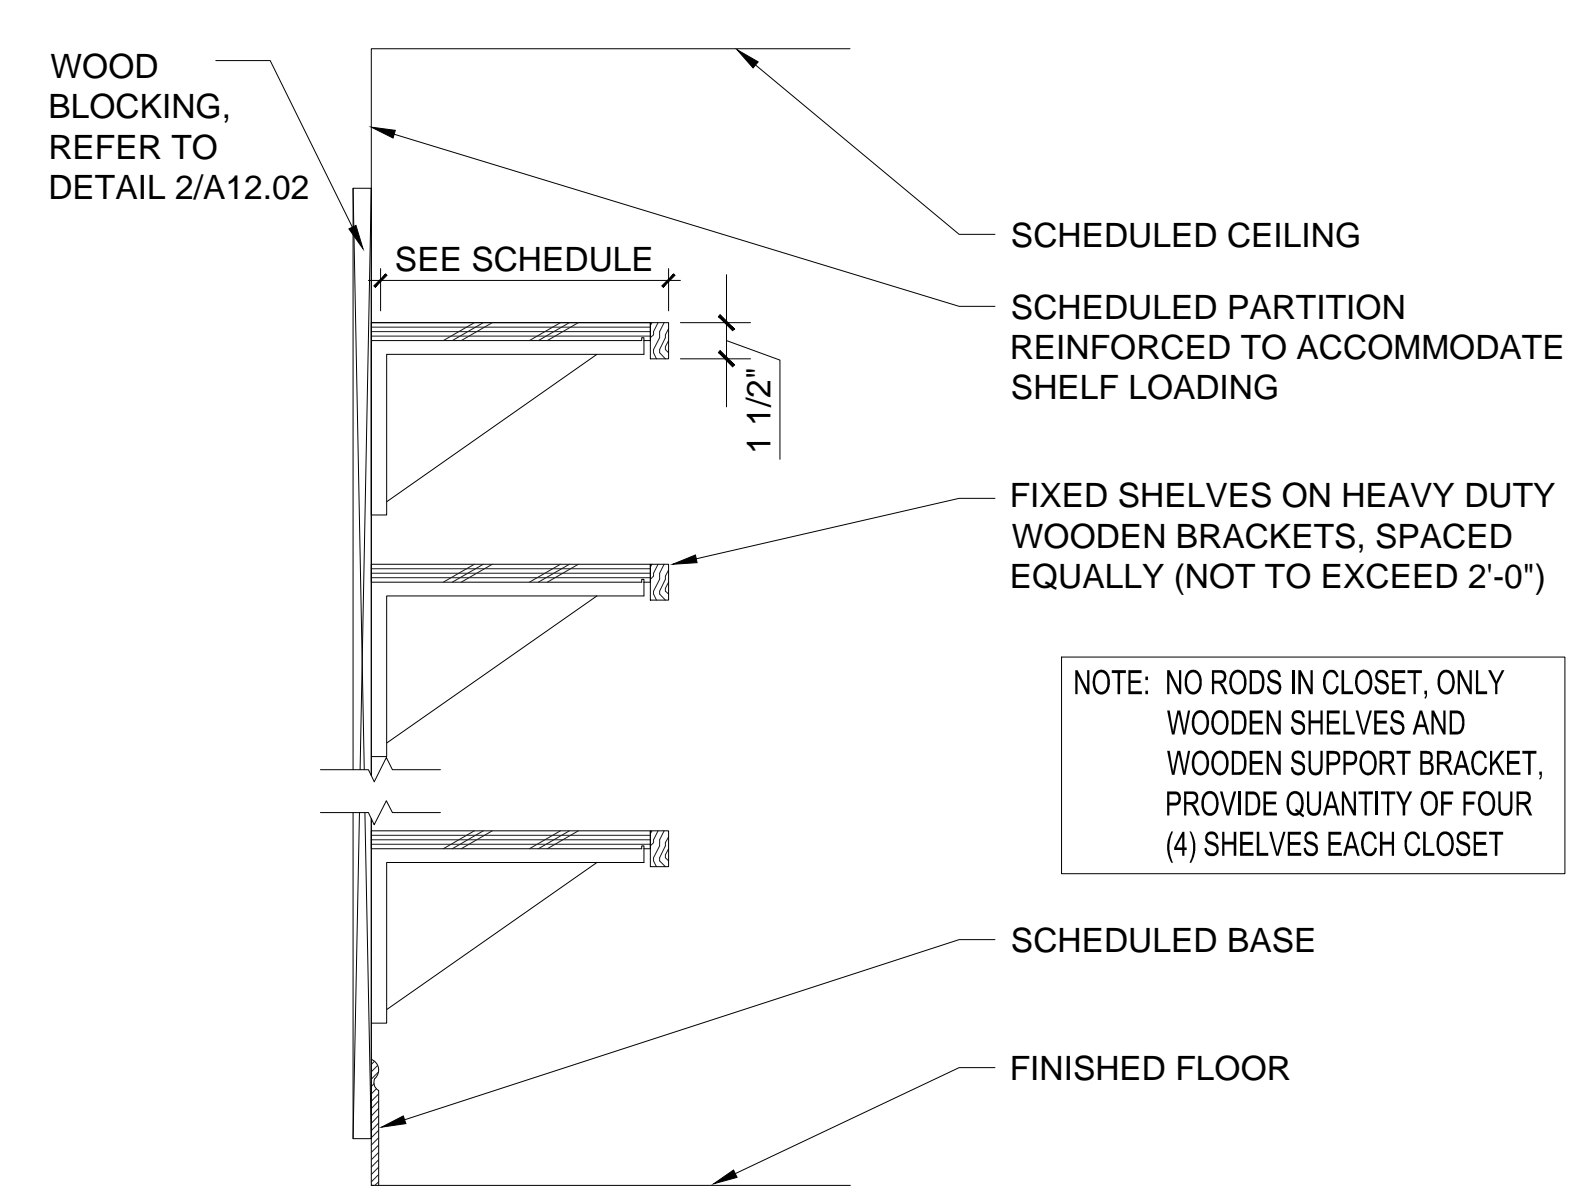 WOOD
BLOCKING,
REFER TO
DETAIL 2/A12.02
SEE SCHEDULE
1 1/2"
SCHEDULED CEILING
SCHEDULED PARTITION
REINFORCED TO ACCOMMODATE
SHELF LOADING
FIXED SHELVES ON HEAVY DUTY
WOODEN BRACKETS, SPACED
EQUALLY (NOT TO EXCEED 2'-0")
NOTE: NO RODS IN CLOSET, ONLY
WOODEN SHELVES AND
WOODEN SUPPORT BRACKET,
PROVIDE QUANTITY OF FOUR
(4) SHELVES EACH CLOSET
SCHEDULED BASE
FINISHED FLOOR